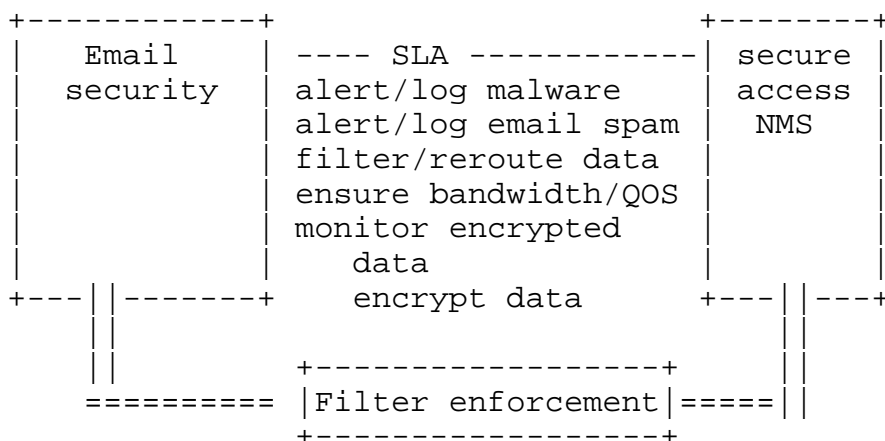 +------------+                       +--------+
|   Email    | ---- SLA ------------| secure |
|  security  | alert/log malware    | access |
|            | alert/log email spam |  NMS   |
|            | filter/reroute data  |        |
|            | ensure bandwidth/QOS |        |
|            | monitor encrypted    |        |
|            |    data              |        |
+---||-------+    encrypt data      +---||---+
    ||                                  ||
    ||         +------------------+     ||
    ========== |Filter enforcement|=====||
               +------------------+